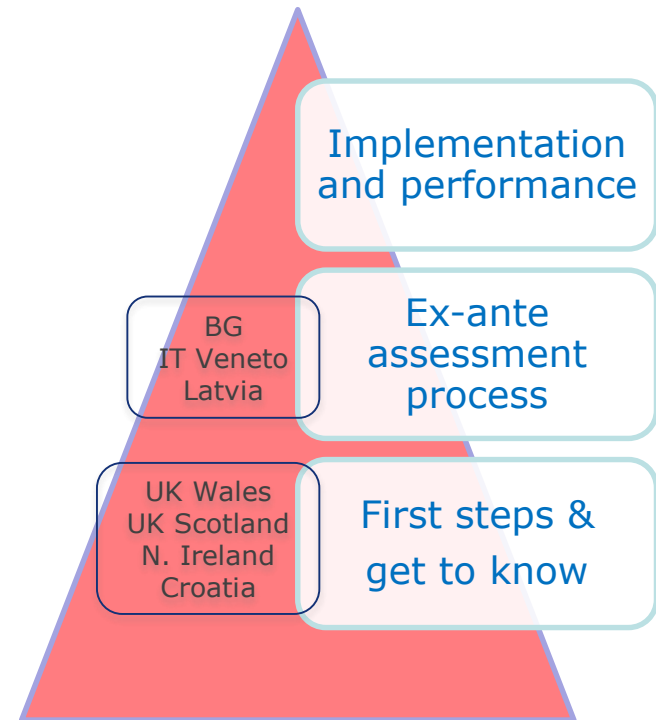 Implementation
and performance
BG
IT Veneto
Latvia
Ex-ante
assessment
process
UK Wales
UK Scotland
N. Ireland
Croatia
First steps &
get to know